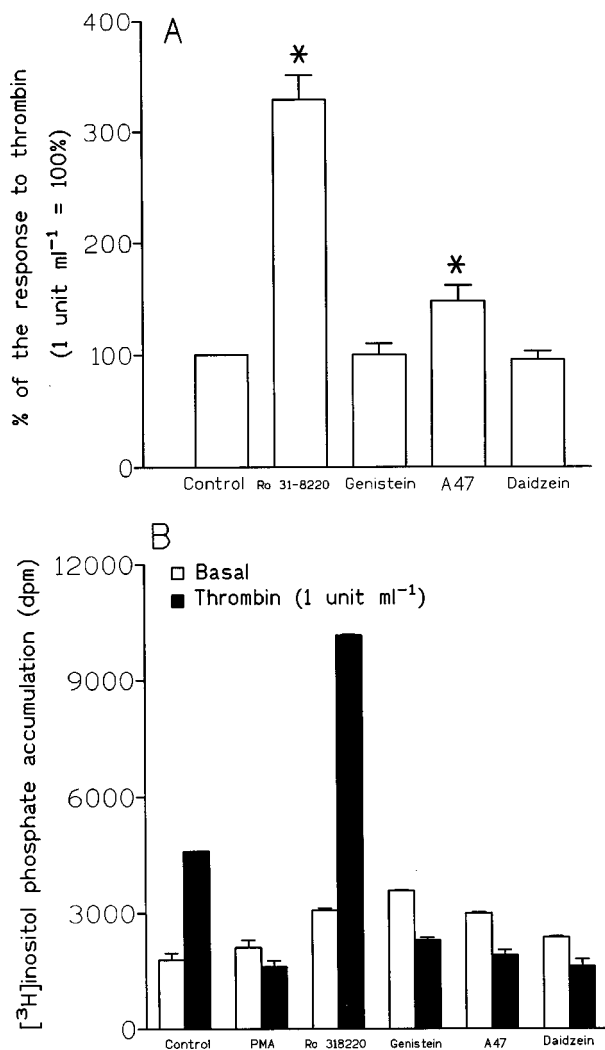 A
% of the response to thrombin
(1 unit ml⁻¹ = 100%)
400
300
200
100
0
*
*
Control Ro 31-8220 Genistein A47 Daidzein
B
[³H]inositol phosphate accumulation (dpm)
12000
9000
6000
3000
0
Basal
Thrombin (1 unit ml⁻¹)
Control PMA Ro 318220 Genistein A47 Daidzein